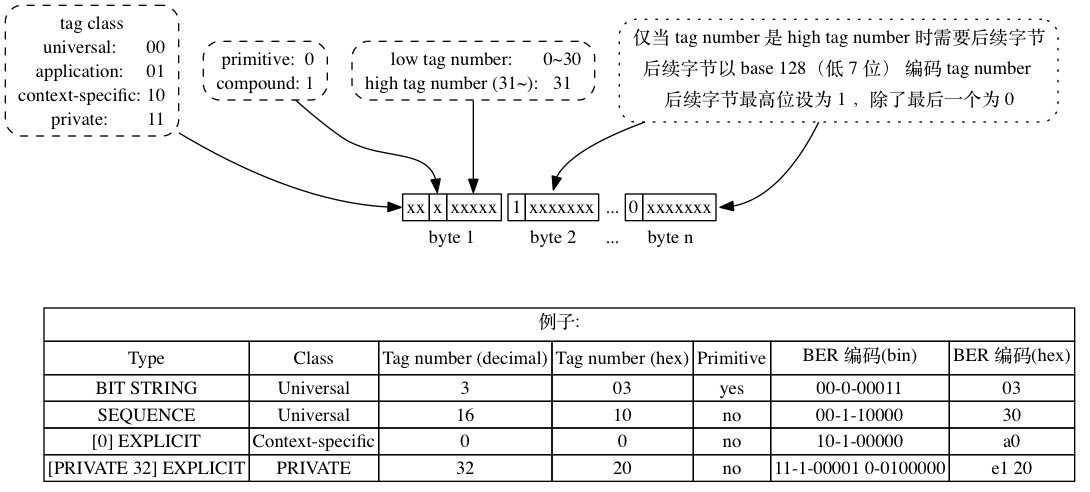 tag class
universal: 00
application: 01
context-specific: 10
private: 11
primitive: 0
compound: 1
low tag number: 0~30
high tag number (31~): 31
仅当 tag number 是 high tag number 时需要后续字节
后续字节以 base 128（低 7 位） 编码 tag number
后续字节最高位设为 1 ，除了最后一个为 0
xx x xxxxx 1 xxxxxxx ... 0 xxxxxxx
byte 1 byte 2 ... byte n
例子:
Type Class Tag number (decimal) Tag number (hex) Primitive BER 编码(bin) BER 编码(hex)
BIT STRING Universal 3 03 yes 00-0-00011 03
SEQUENCE Universal 16 10 no 00-1-10000 30
[0] EXPLICIT Context-specific 0 0 no 10-1-00000 a0
[PRIVATE 32] EXPLICIT PRIVATE 32 20 no 11-1-00001 0-0100000 e1 20